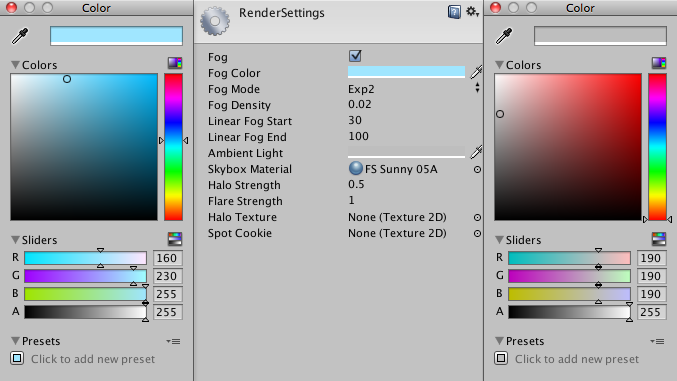 Color
Colors
Sliders
R 160
G 230
B 255
A 255
Presets
Click to add new preset
RenderSettings
Fog
Fog Color
Fog Mode Exp2
Fog Density 0.02
Linear Fog Start 30
Linear Fog End 100
Ambient Light
Skybox Material FS Sunny 05A
Halo Strength 0.5
Flare Strength 1
Halo Texture None (Texture 2D)
Spot Cookie None (Texture 2D)
Color
Colors
Sliders
R 190
G 190
B 190
A 255
Presets
Click to add new preset